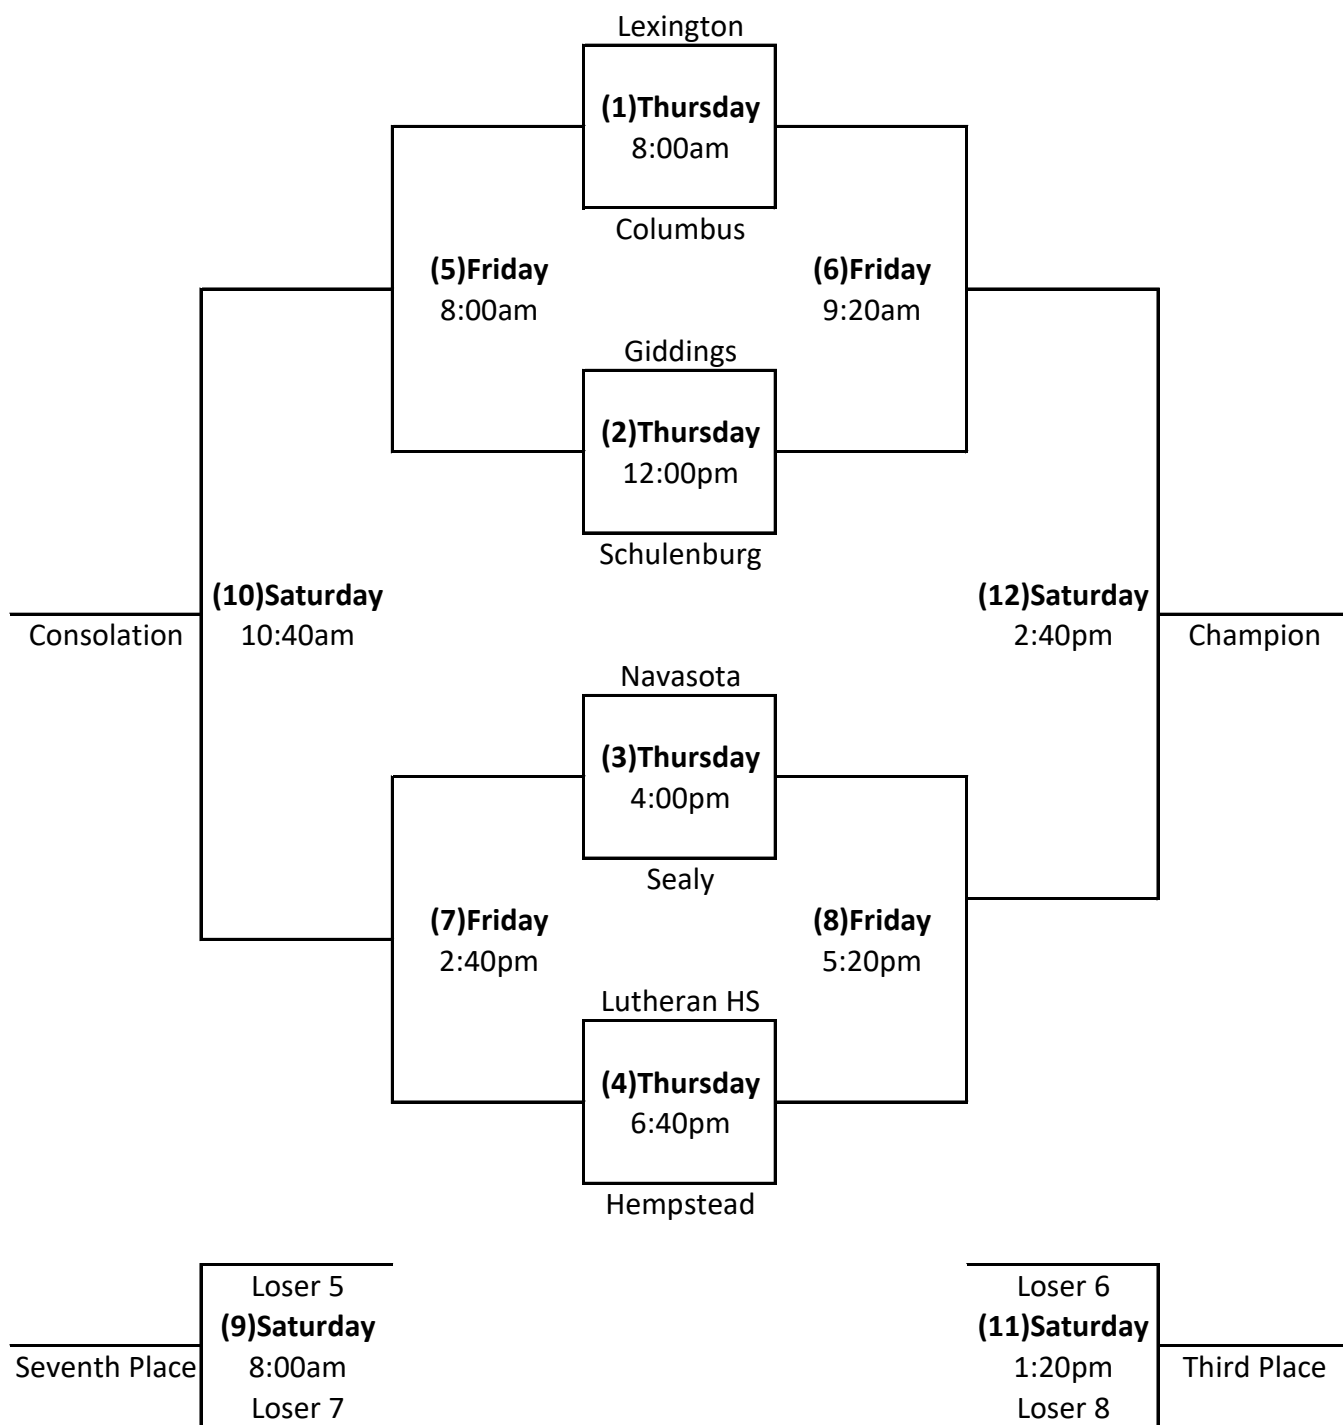 Lexington
(1)Thursday
8:00am
Columbus
(5)Friday
(6)Friday
8:00am
9:20am
Giddings
(2)Thursday
12:00pm
Schulenburg
(10)Saturday
(12)Saturday
Consolation
10:40am
2:40pm
Champion
Navasota
(3)Thursday
4:00pm
Sealy
(7)Friday
(8)Friday
2:40pm
5:20pm
Lutheran HS
(4)Thursday
6:40pm
Hempstead
Loser 5
Loser 6
(9)Saturday
(11)Saturday
Seventh Place
8:00am
1:20pm
Third Place
Loser 7
Loser 8